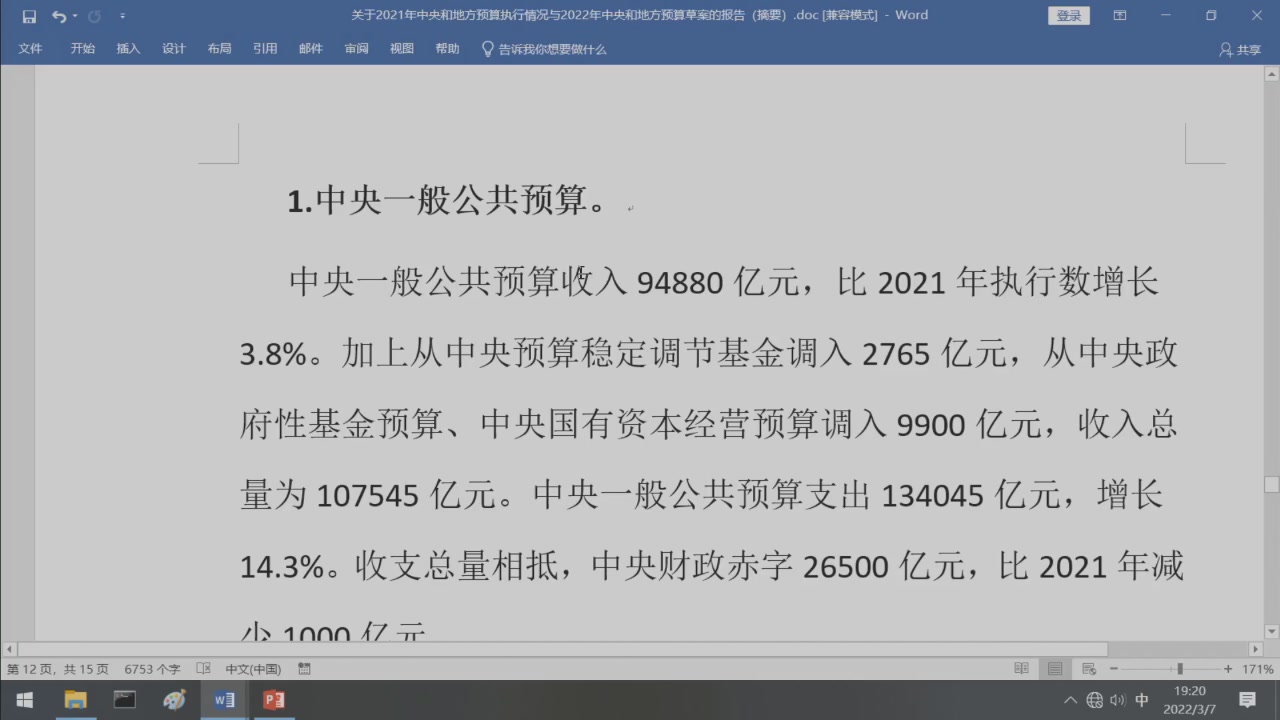 关于2021年中央和地方预算执行情况与2022年中央和地方预算草案的报告（摘要）.doc [兼容模式] - Word
登录
文件 开始 插入 设计 布局 引用 邮件 审阅 视图 帮助 告诉我你想要做什么 共享
1.中央一般公共预算。
中央一般公共预算收入 94880 亿元，比 2021 年执行数增长
3.8%。加上从中央预算稳定调节基金调入 2765 亿元，从中央政
府性基金预算、中央国有资本经营预算调入 9900 亿元，收入总
量为 107545 亿元。中央一般公共预算支出 134045 亿元，增长
14.3%。收支总量相抵，中央财政赤字 26500 亿元，比 2021 年减
少 1000 亿元
第 12 页，共 15 页 6753 个字 中文(中国) 171%
中 19:20
2022/3/7